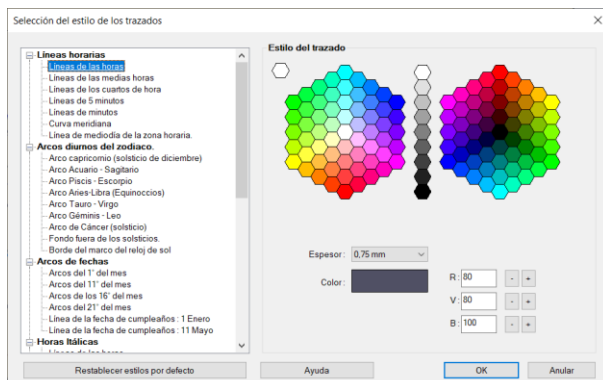 Selección del estilo de los trazados
Líneas horarias
Líneas de las horas
Líneas de las medias horas
Líneas de los cuartos de hora
Líneas de 5 minutos
Líneas de minutos
Curva meridiana
Línea de mediodía de la zona horaria.
Arcos diurnos del zodiaco.
Arco capricornio (solsticio de diciembre)
Arco Acuario - Sagitario
Arco Piscis - Escorpio
Arco Aries-Libra (Equinoccios)
Arco Tauro - Virgo
Arco Géminis - Leo
Arco de Cáncer (solsticio)
Fondo fuera de los solsticios.
Borde del marco del reloj de sol
Arcos de fechas
Arcos del 1° del mes
Arcos del 11° del mes
Arcos de los 16° del mes
Arcos del 21° del mes
Línea de la fecha de cumpleaños : 1 Enero
Línea de la fecha de cumpleaños : 11 Mayo
Horas Itálicas
Líneas de las horas
Restablecer estilos por defecto
Estilo del trazado
Espesor: 0,75 mm
Color:
R: 80 - +
V: 80 - +
B: 100 - +
Ayuda
OK
Anular